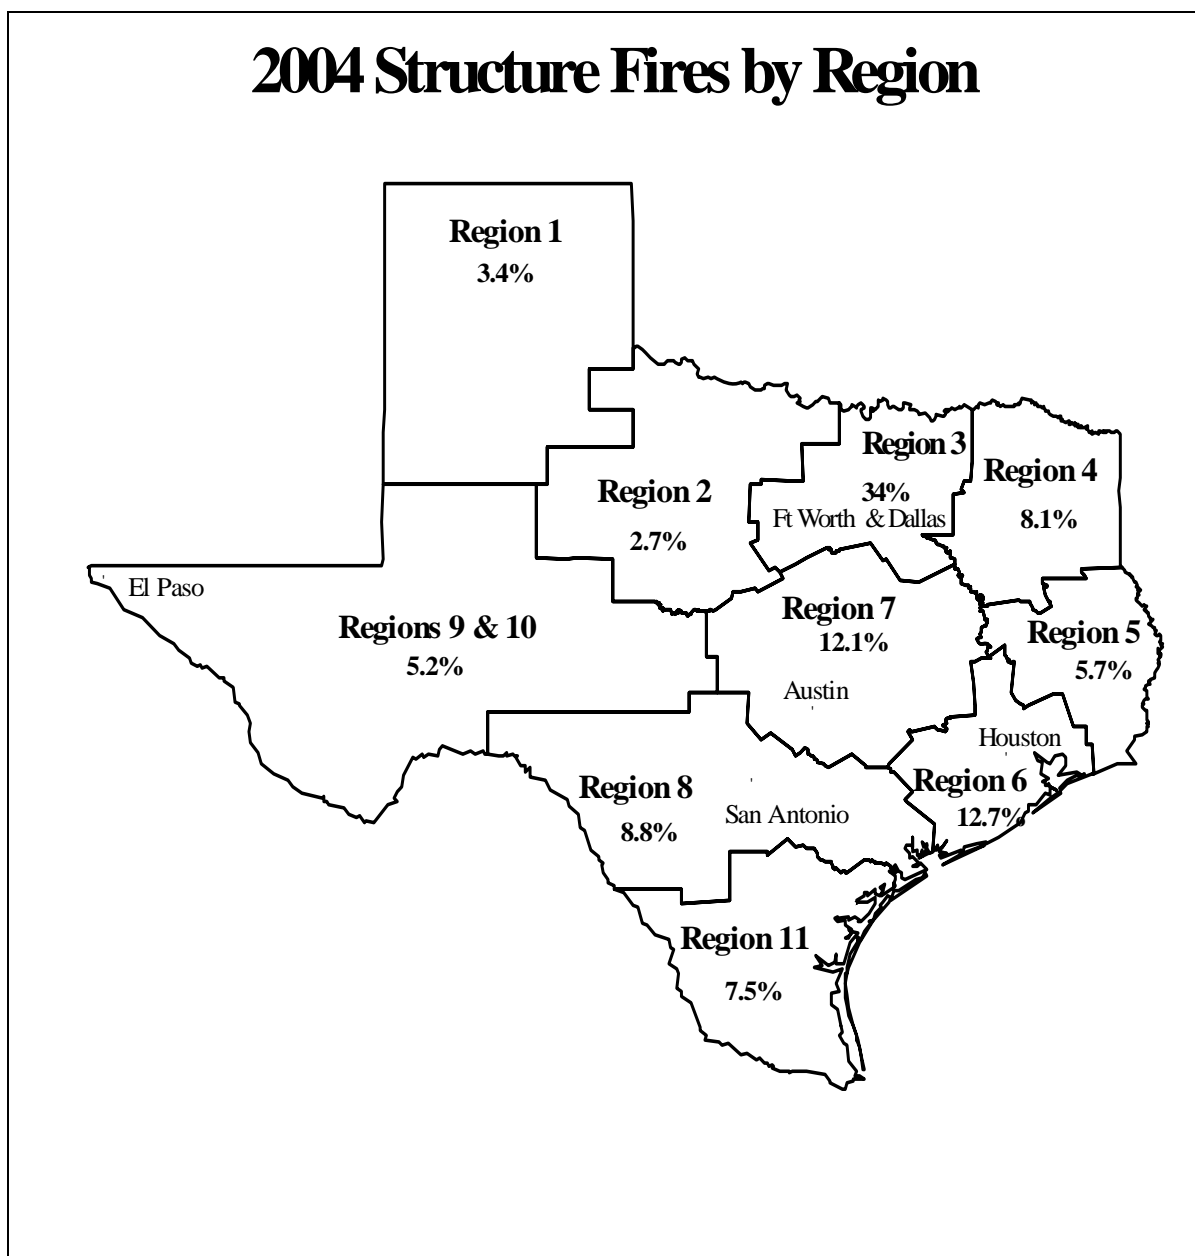 2004 Structure Fires by Region
Region 1
3.4%
Region 3
Region 4
34%
Region 2
Ft Worth & Dallas
8.1%
2.7%
El Paso
Region 7
Regions 9 & 10
12.1%
Region 5
5.2%
5.7%
Austin
Houston
Region 6
Region 8
12.7%
San Antonio
8.8%
Region 11
7.5%